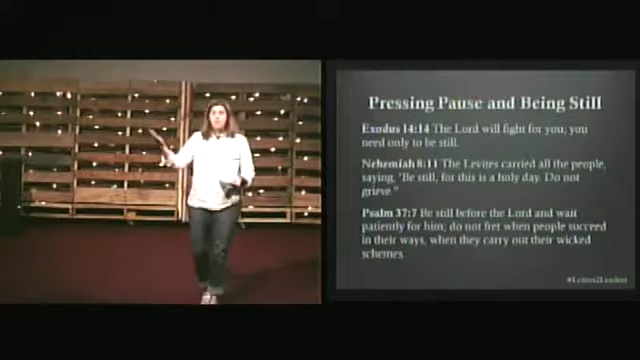 Pressing Pause and Being Still
Exodus 14:14 The Lord will fight for you, you
need only to be still.
Nehemiah 8:11 The Levites carried all the people,
saying, "Be still, for this is a holy day. Do not
grieve."
Psalm 37:7 Be still before the Lord and wait
patiently for him; do not fret when people succeed
in their ways, when they carry out their wicked
schemes.